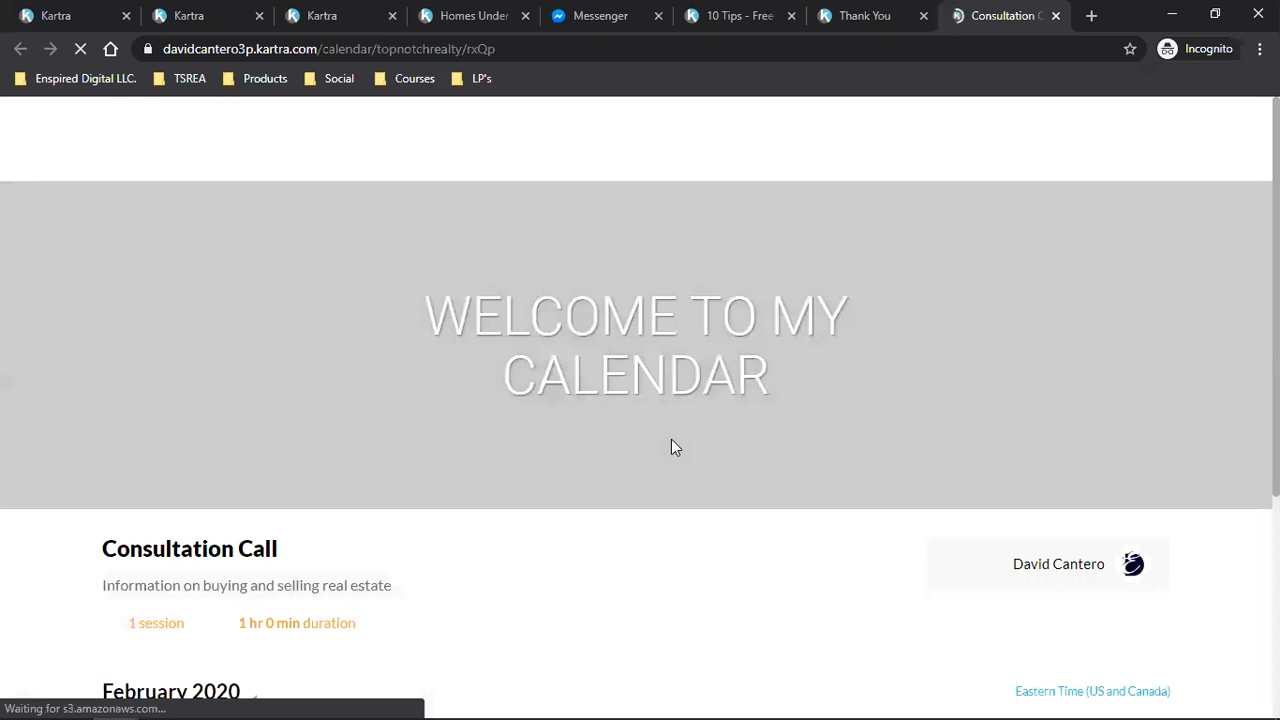 Kartra
Kartra
Kartra
Homes Under
Messenger
10 Tips - Free
Thank You
Consultation C
davidcantero3p.kartra.com/calendar/topnotchrealty/rxQp
Incognito
Enspired Digital LLC.
TSREA
Products
Social
Courses
LP's
WELCOME TO MY
CALENDAR
Consultation Call
David Cantero
Information on buying and selling real estate
1 session
1 hr 0 min duration
February 2020
Eastern Time (US and Canada)
Waiting for s3.amazonaws.com...